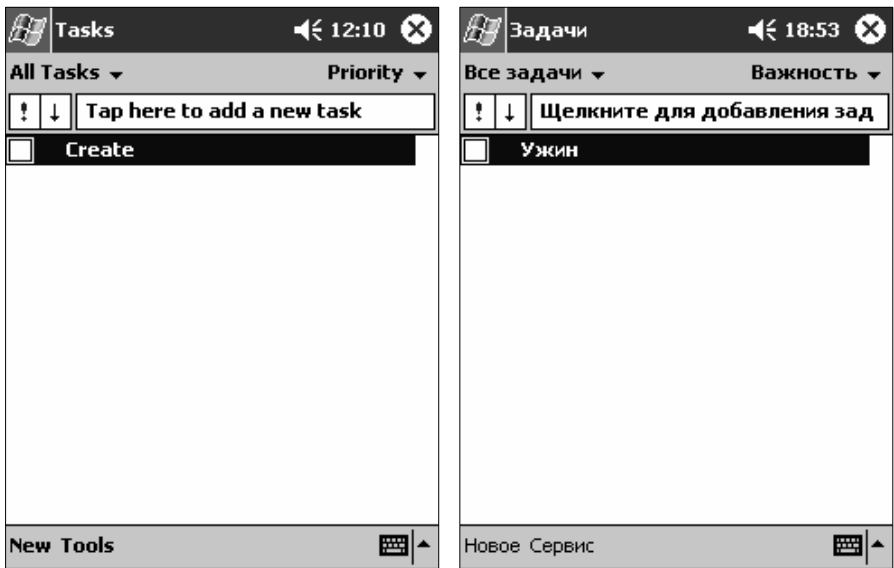 Tasks 12:10
All Tasks Priority
! ↓ Tap here to add a new task
Create
New Tools
Задачи 18:53
Все задачи Важность
! ↓ Щелкните для добавления зад
Ужин
Новое Сервис